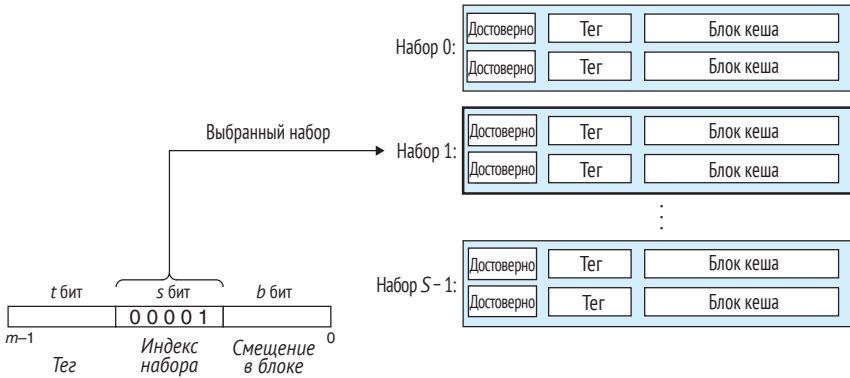 Набор 0:
Достоверно Тег Блок кеша
Достоверно Тег Блок кеша
Выбранный набор
Набор 1:
Достоверно Тег Блок кеша
Достоверно Тег Блок кеша
. . .
Набор S – 1:
Достоверно Тег Блок кеша
Достоверно Тег Блок кеша
t бит s бит b бит
0 0 0 0 1
m–1 0
Тег Индекс набора Смещение в блоке